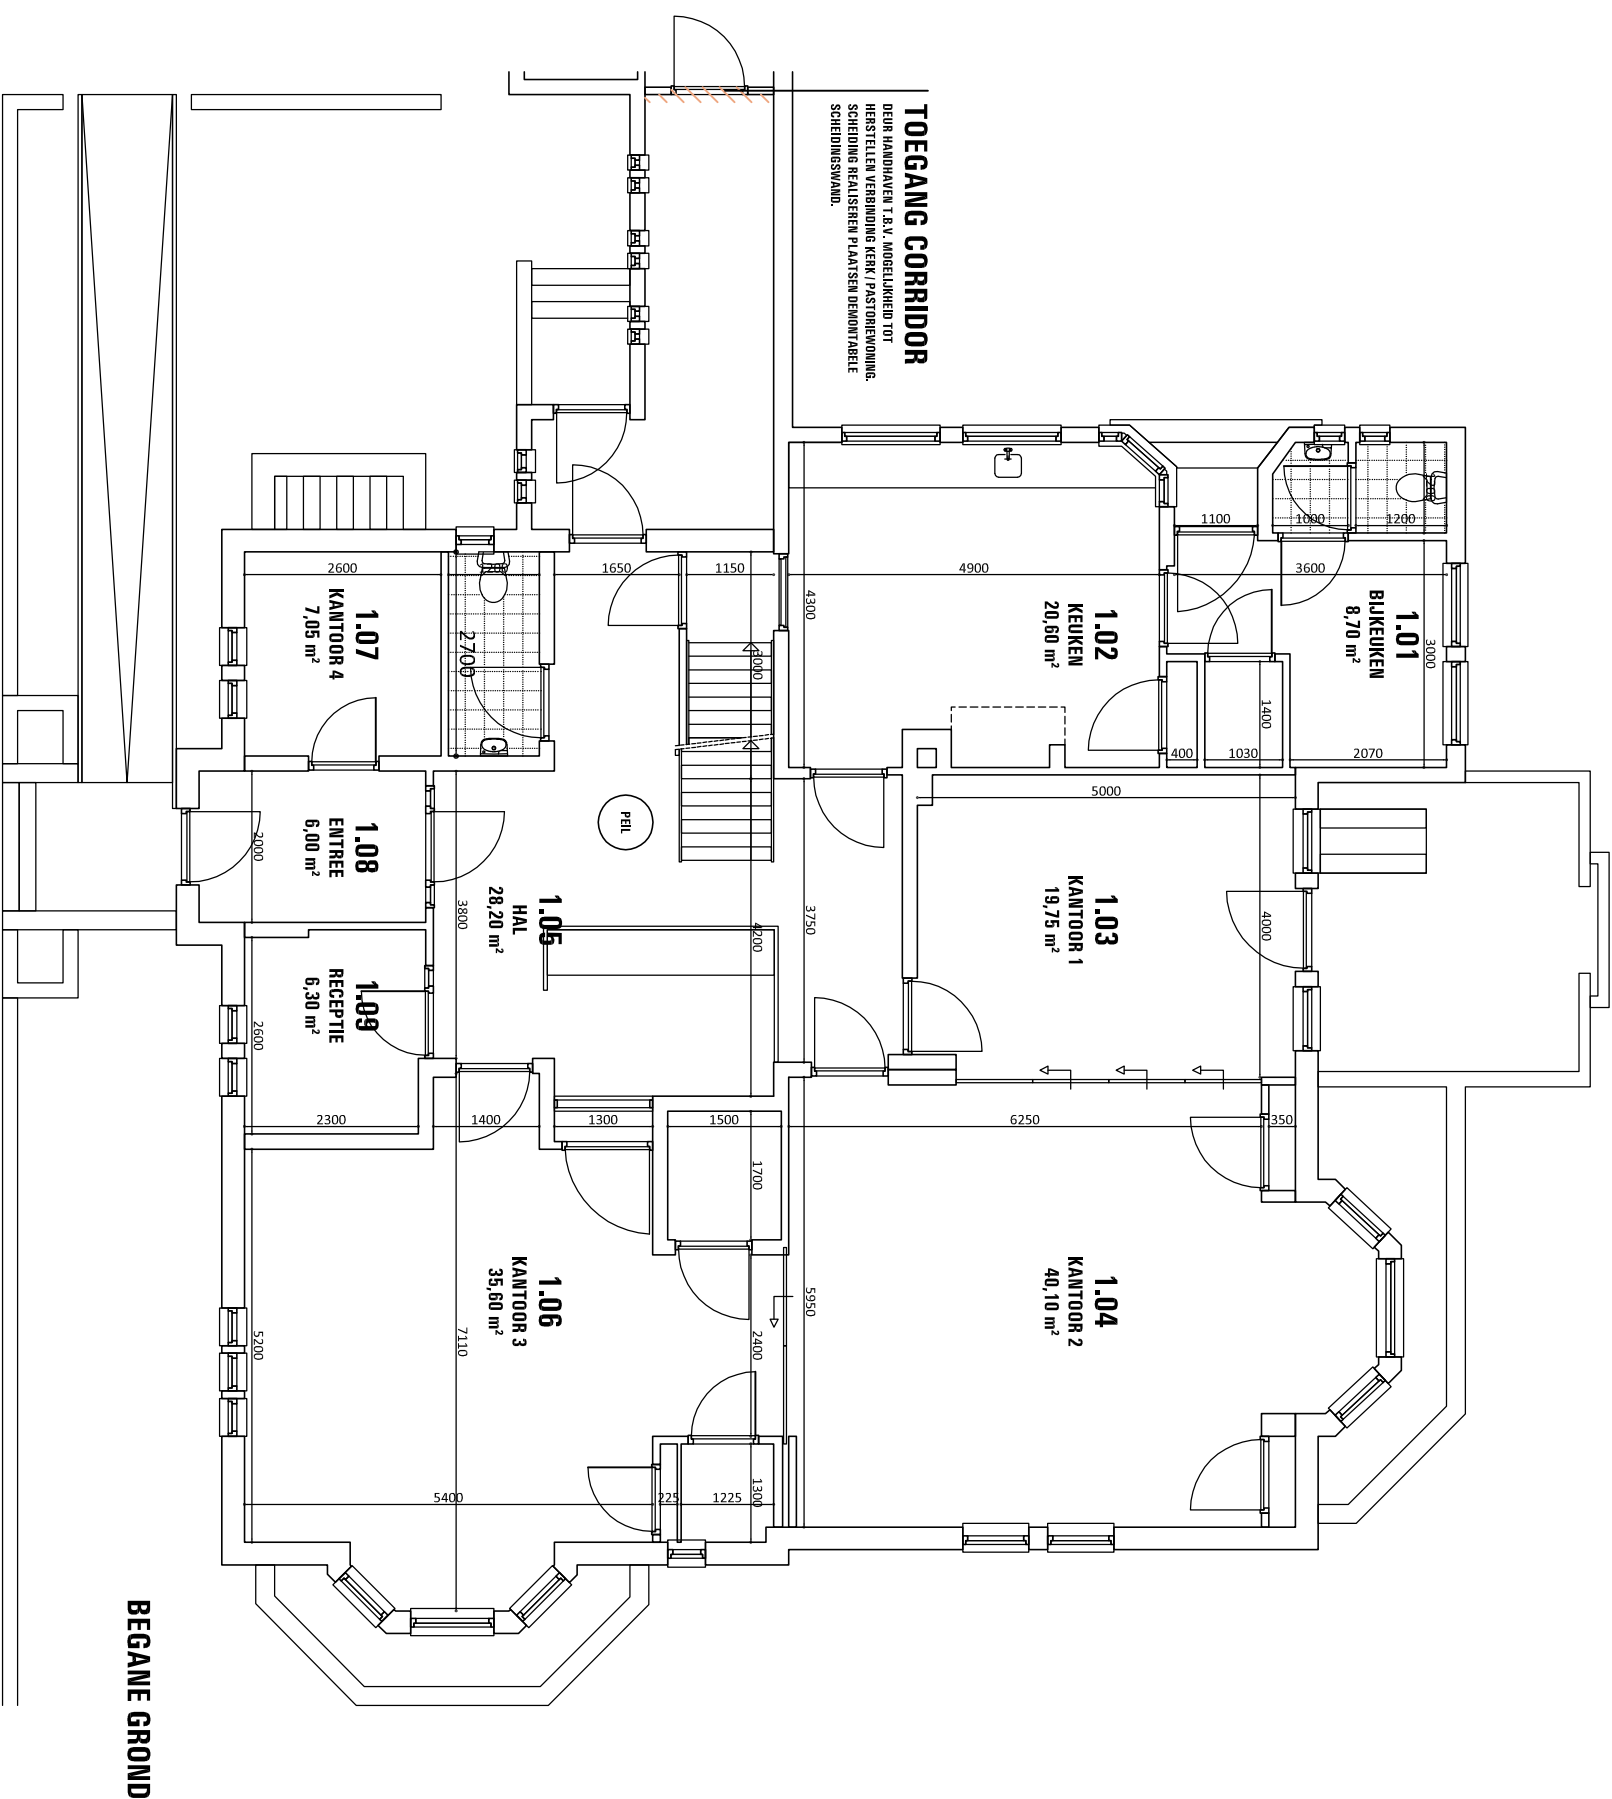 TOEGANG CORRIDOR
DEUR HANDHAVEN T.B.V. MOGELIJKHEID TOT
HERSTELLEN VERBINDING KERK / PASTORIEWONING.
SCHEIDING REALISEREN PLAATSEN DEMONTABELE
SCHEIDINGSWAND.
1.01
BIJKEUKEN
8,70 m²
1.02
KEUKEN
20,60 m²
1.03
KANTOOR 1
19,75 m²
1.04
KANTOOR 2
40,10 m²
1.05
HAL
28,20 m²
1.06
KANTOOR 3
35,60 m²
1.07
KANTOOR 4
7,05 m²
1.08
ENTREE
6,00 m²
1.09
RECEPTIE
6,30 m²
PEIL
1100
1000
1200
2600
1650
1150
4900
3600
4300
3000
3000
2700
1400
400
1030
2070
5000
2000
3800
4200
3750
4000
2600
2300
1400
1300
1500
6250
350
1700
5200
7110
2400
5950
5400
225
1225
1300
BEGANE GROND